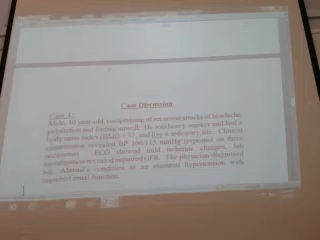 Case Discussion
Case 1:
Male, 50 year old, complaining of recurrent attacks of headache,
palpitation and feeling unwell. He was heavy smoker and had a
body mass index (BMI) = 33, and live a sedentary life. Clinical
examination revealed BP 180/115 mmHg (repeated on three
occasions). ECG showed mild ischemic changes, lab
investigations revealed impaired GFR. The physician diagnosed
Mr. Ahmed's condition as an essential hypertension with
impaired renal function.